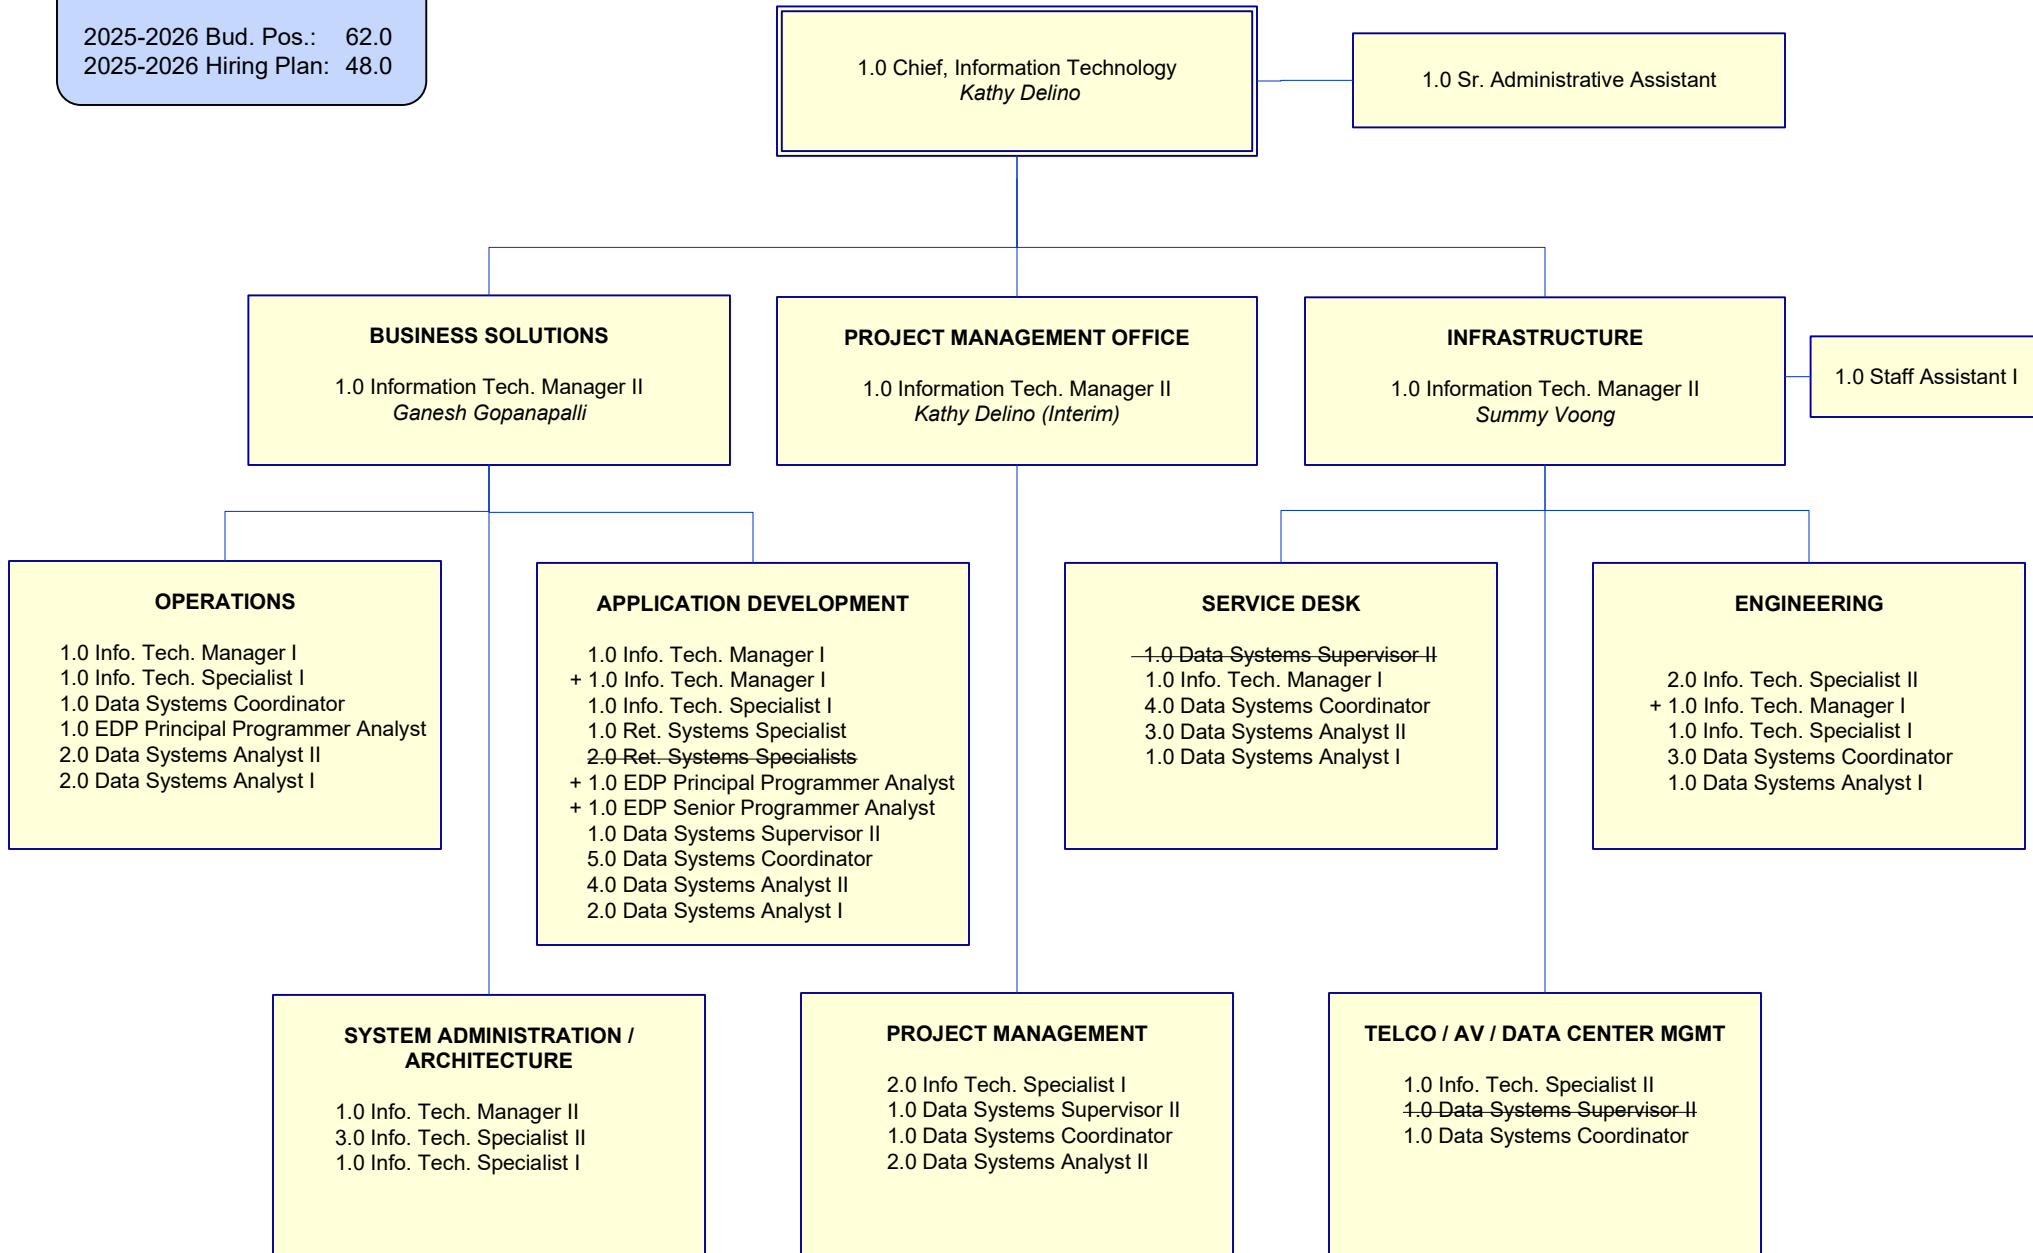 2025-2026 Bud. Pos.: 62.0
2025-2026 Hiring Plan: 48.0
1.0 Chief, Information Technology
Kathy Delino
1.0 Sr. Administrative Assistant
BUSINESS SOLUTIONS
1.0 Information Tech. Manager II
Ganesh Gopanapalli
PROJECT MANAGEMENT OFFICE
1.0 Information Tech. Manager II
Kathy Delino (Interim)
INFRASTRUCTURE
1.0 Information Tech. Manager II
Summy Voong
1.0 Staff Assistant I
OPERATIONS
1.0 Info. Tech. Manager I
1.0 Info. Tech. Specialist I
1.0 Data Systems Coordinator
1.0 EDP Principal Programmer Analyst
2.0 Data Systems Analyst II
2.0 Data Systems Analyst I
APPLICATION DEVELOPMENT
1.0 Info. Tech. Manager I
+ 1.0 Info. Tech. Manager I
1.0 Info. Tech. Specialist I
1.0 Ret. Systems Specialist
2.0 Ret. Systems Specialists
+ 1.0 EDP Principal Programmer Analyst
+ 1.0 EDP Senior Programmer Analyst
1.0 Data Systems Supervisor II
5.0 Data Systems Coordinator
4.0 Data Systems Analyst II
2.0 Data Systems Analyst I
SERVICE DESK
1.0 Data Systems Supervisor II
1.0 Info. Tech. Manager I
4.0 Data Systems Coordinator
3.0 Data Systems Analyst II
1.0 Data Systems Analyst I
ENGINEERING
2.0 Info. Tech. Specialist II
+ 1.0 Info. Tech. Manager I
1.0 Info. Tech. Specialist I
3.0 Data Systems Coordinator
1.0 Data Systems Analyst I
SYSTEM ADMINISTRATION /
ARCHITECTURE
1.0 Info. Tech. Manager II
3.0 Info. Tech. Specialist II
1.0 Info. Tech. Specialist I
PROJECT MANAGEMENT
2.0 Info Tech. Specialist I
1.0 Data Systems Supervisor II
1.0 Data Systems Coordinator
2.0 Data Systems Analyst II
TELCO / AV / DATA CENTER MGMT
1.0 Info. Tech. Specialist II
1.0 Data Systems Supervisor II
1.0 Data Systems Coordinator